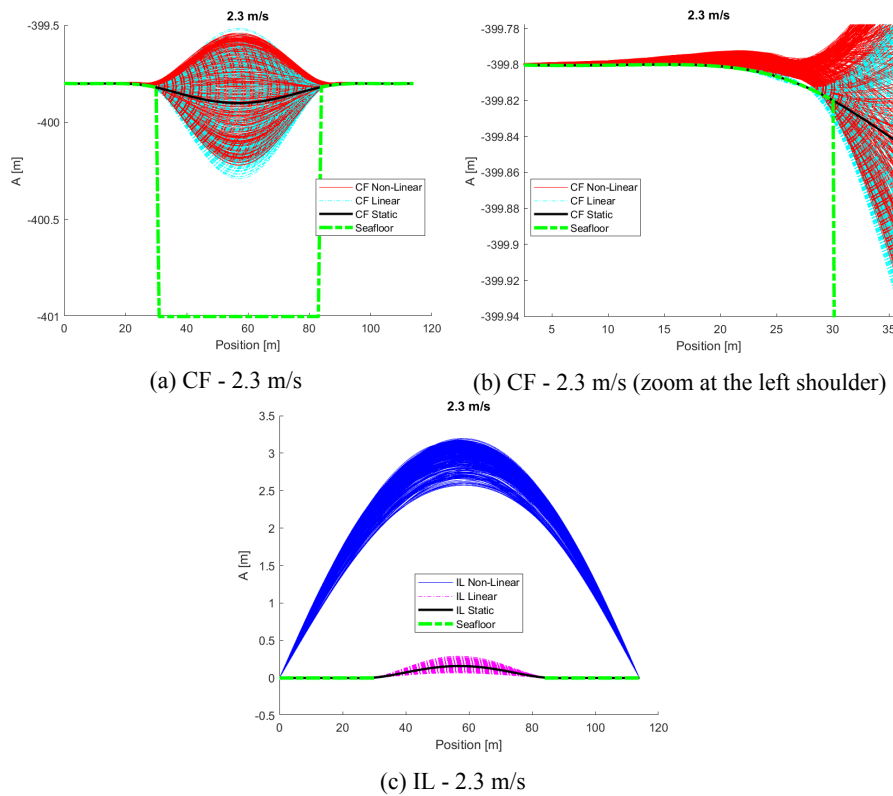 2.3 m/s
-399.5
-400
-400.5
-401
A [m]
0
20
40
60
80
100
120
Position [m]
CF Non-Linear
CF Linear
CF Static
Seafloor
(a) CF - 2.3 m/s
2.3 m/s
-399.78
-399.8
-399.82
-399.84
-399.86
-399.88
-399.9
-399.92
-399.94
A [m]
5
10
15
20
25
30
35
Position [m]
CF Non-Linear
CF Linear
CF Static
Seafloor
(b) CF - 2.3 m/s (zoom at the left shoulder)
2.3 m/s
3.5
3
2.5
2
1.5
1
0.5
0
-0.5
A [m]
0
20
40
60
80
100
120
Position [m]
IL Non-Linear
IL Linear
IL Static
Seafloor
(c) IL - 2.3 m/s